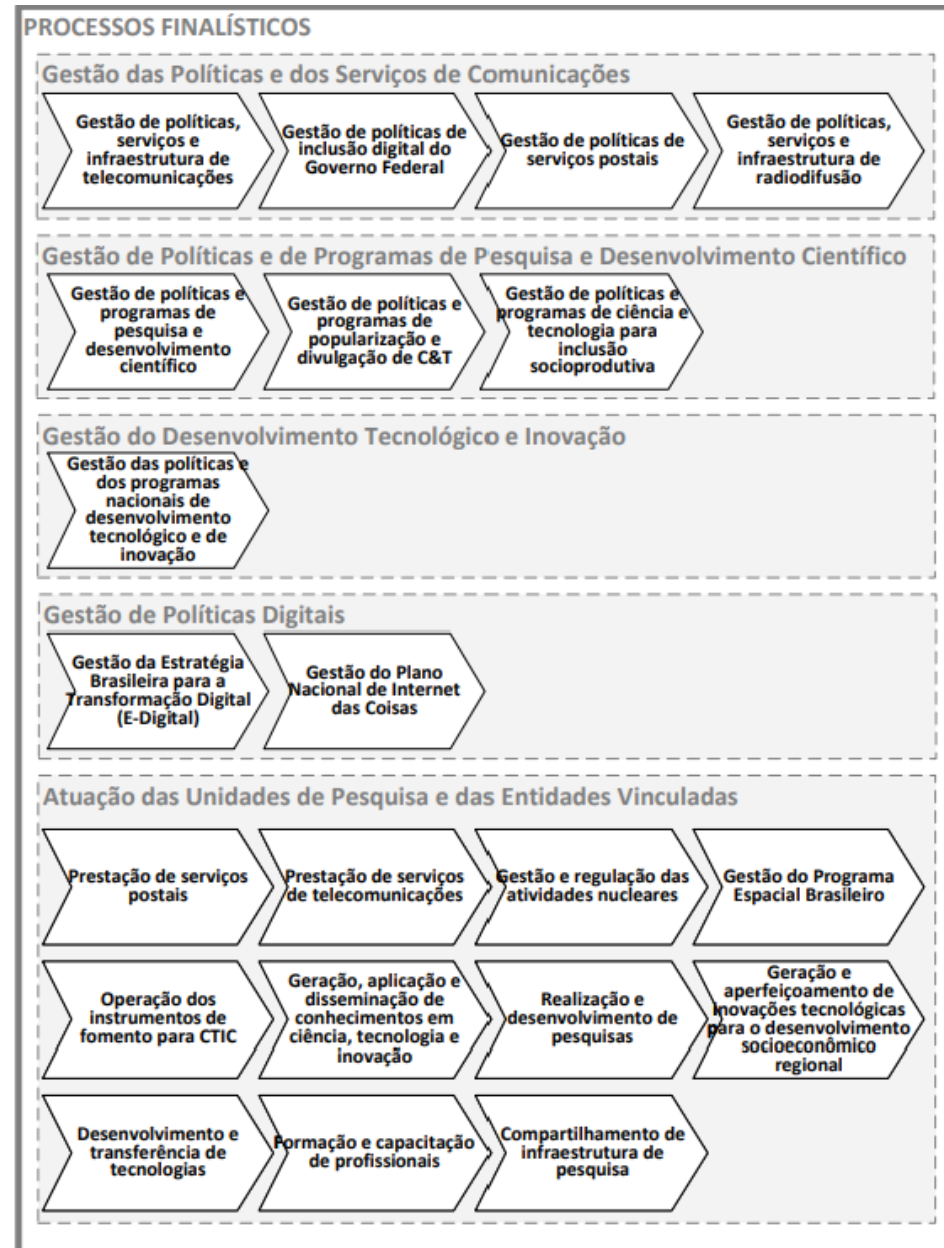 PROCESSOS FINALÍSTICOS
Gestão das Políticas e dos Serviços de Comunicações
Gestão de políticas,
serviços e
infraestrutura de
telecomunicações
Gestão de políticas de
inclusão digital do
Governo Federal
Gestão de políticas de
serviços postais
Gestão de políticas,
serviços e
infraestrutura de
radiodifusão
Gestão de Políticas e de Programas de Pesquisa e Desenvolvimento Científico
Gestão de políticas e
programas de
pesquisa e
desenvolvimento
científico
Gestão de políticas e
programas de
popularização e
divulgação de C&T
Gestão de políticas e
programas de ciência e
tecnologia para
inclusão
socioprodutiva
Gestão do Desenvolvimento Tecnológico e Inovação
Gestão das políticas e
dos programas
nacionais de
desenvolvimento
tecnológico e de
inovação
Gestão de Políticas Digitais
Gestão da Estratégia
Brasileira para a
Transformação Digital
(E-Digital)
Gestão do Plano
Nacional de Internet
das Coisas
Atuação das Unidades de Pesquisa e das Entidades Vinculadas
Prestação de serviços
postais
Prestação de serviços
de telecomunicações
Gestão e regulação das
atividades nucleares
Gestão do Programa
Espacial Brasileiro
Operação dos
instrumentos de
fomento para CTIC
Geração, aplicação e
disseminação de
conhecimentos em
ciência, tecnologia e
inovação
Realização e
desenvolvimento de
pesquisas
Geração e
aperfeiçoamento de
inovações tecnológicas
para o desenvolvimento
socioeconômico
regional
Desenvolvimento e
transferência de
tecnologias
Formação e capacitação
de profissionais
Compartilhamento de
infraestrutura de
pesquisa